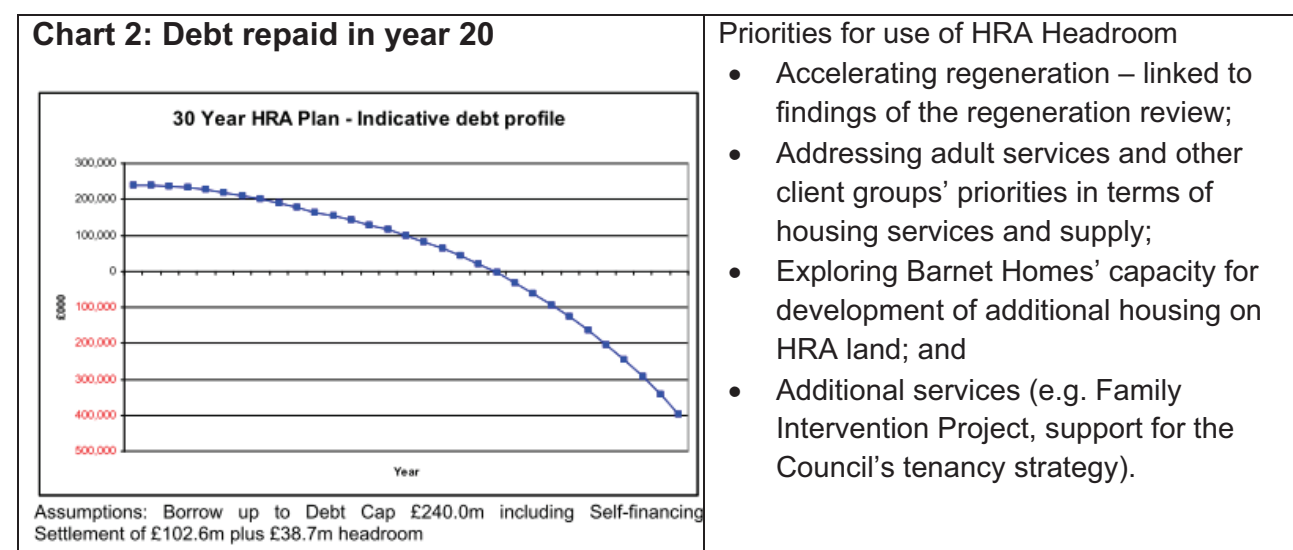 Chart 2: Debt repaid in year 20
30 Year HRA Plan - Indicative debt profile
300,000
200,000
100,000
0
100,000
200,000
300,000
400,000
500,000
£000
Year
Assumptions: Borrow up to Debt Cap £240.0m including Self-financing
Settlement of £102.6m plus £38.7m headroom
Priorities for use of HRA Headroom
• Accelerating regeneration – linked to
findings of the regeneration review;
• Addressing adult services and other
client groups’ priorities in terms of
housing services and supply;
• Exploring Barnet Homes’ capacity for
development of additional housing on
HRA land; and
• Additional services (e.g. Family
Intervention Project, support for the
Council’s tenancy strategy).